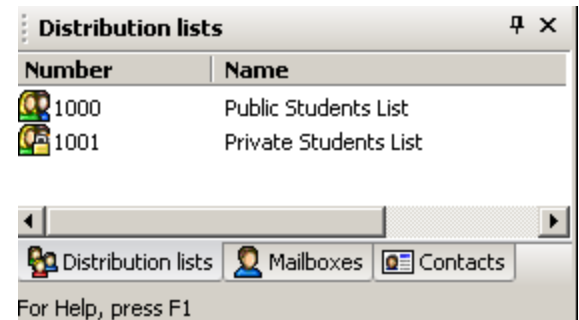 Distribution lists
Number Name
1000 Public Students List
1001 Private Students List
Distribution lists Mailboxes Contacts
For Help, press F1